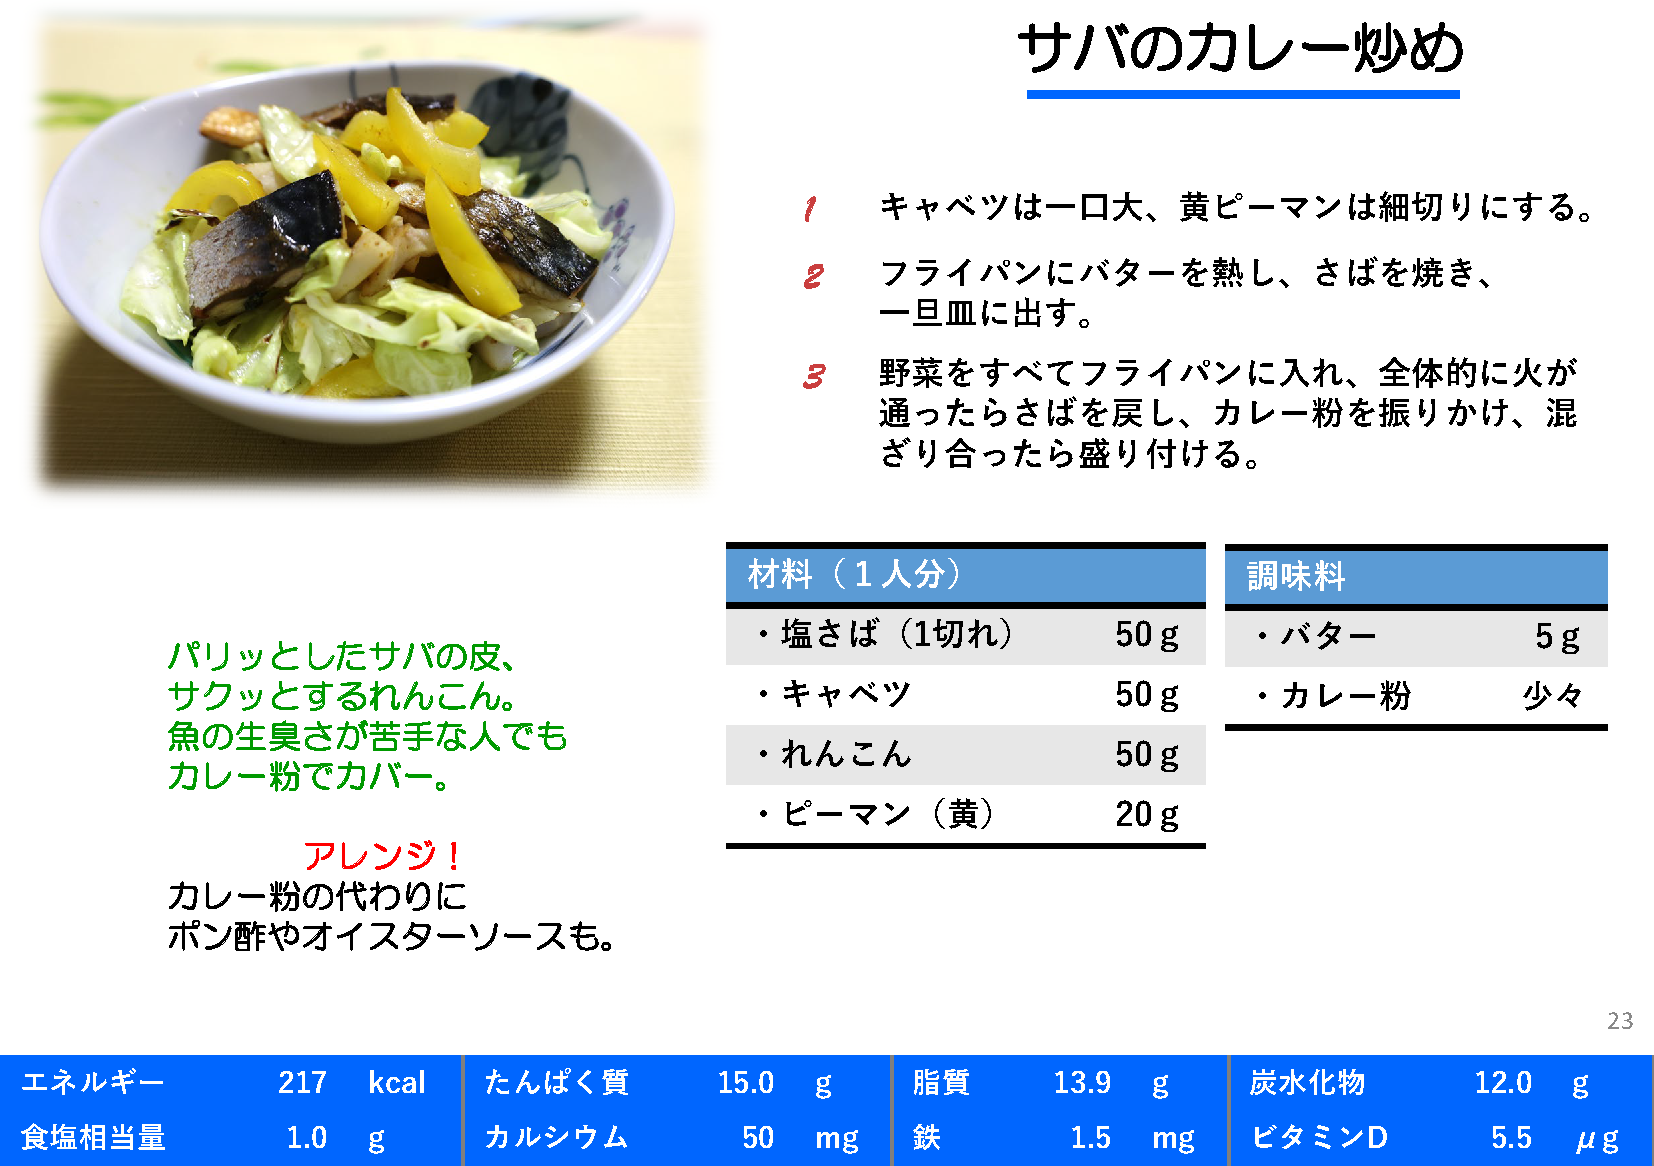 サバのカレー炒め
1 キャベツは一口大、黄ピーマンは細切りにする。
2 フライパンにバターを熱し、さばを焼き、
一旦皿に出す。
3 野菜をすべてフライパンに入れ、全体的に火が
通ったらさばを戻し、カレー粉を振りかけ、混
ざり合ったら盛り付ける。
材料（１人分）
・塩さば（1切れ） 50ｇ
・キャベツ 50ｇ
・れんこん 50ｇ
・ピーマン（黄） 20ｇ
調味料
・バター 5ｇ
・カレー粉 少々
パリッとしたサバの皮、
サクッとするれんこん。
魚の生臭さが苦手な人でも
カレー粉でカバー。
アレンジ！
カレー粉の代わりに
ポン酢やオイスターソースも。
23
エネルギー 217 kcal たんぱく質 15.0 g 脂質 13.9 g 炭水化物 12.0 g
食塩相当量 1.0 g カルシウム 50 mg 鉄 1.5 mg ビタミンD 5.5 μg